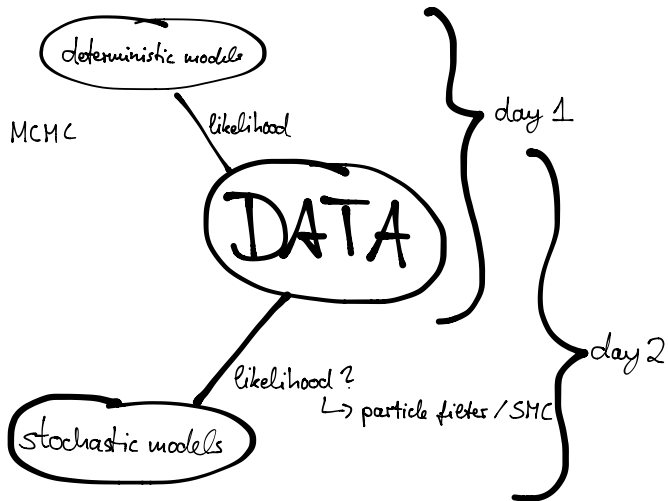 deterministic models
day 1
MCMC
likelihood
DATA
day 2
likelihood?
↳ particle filter / SMC
stochastic models